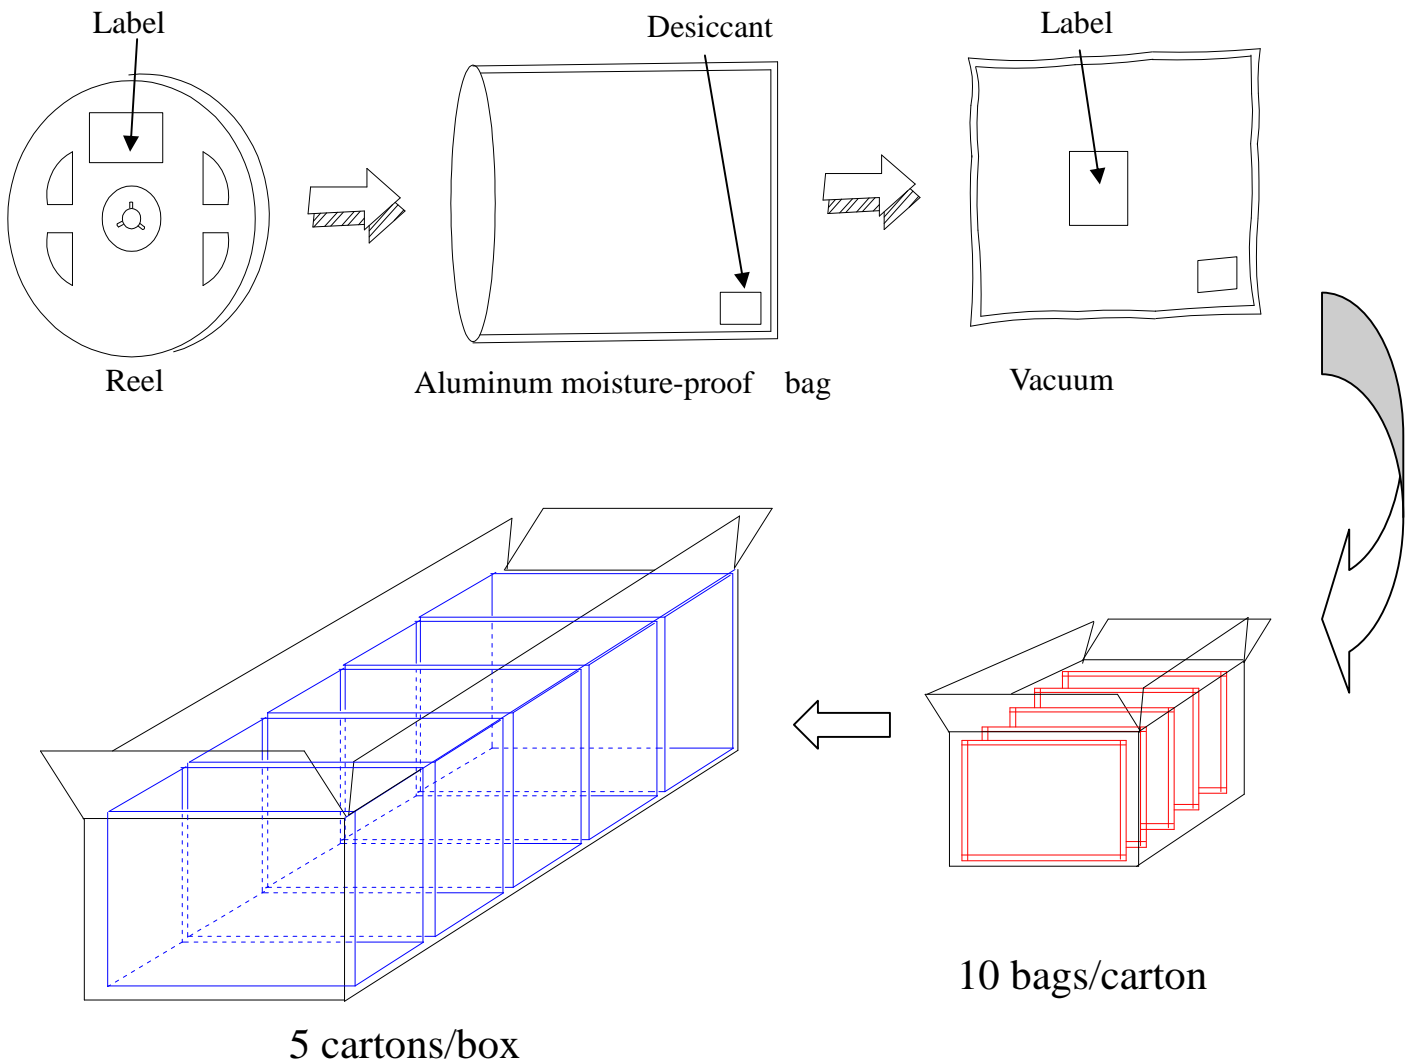 Label
Desiccant
Label
Reel
Aluminum moisture-proof bag
Vacuum
10 bags/carton
5 cartons/box